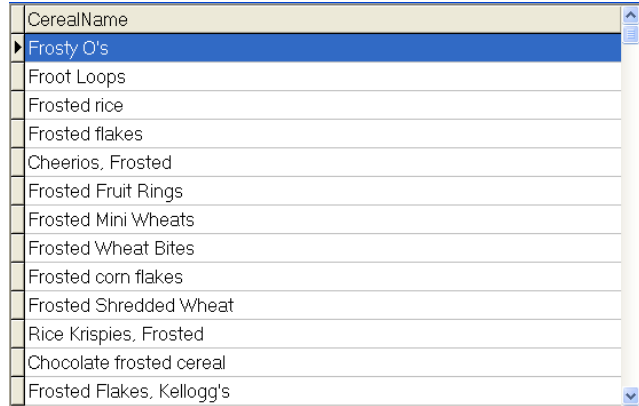 CerealName
Frosty O's
Froot Loops
Frosted rice
Frosted flakes
Cheerios, Frosted
Frosted Fruit Rings
Frosted Mini Wheats
Frosted Wheat Bites
Frosted corn flakes
Frosted Shredded Wheat
Rice Krispies, Frosted
Chocolate frosted cereal
Frosted Flakes, Kellogg's